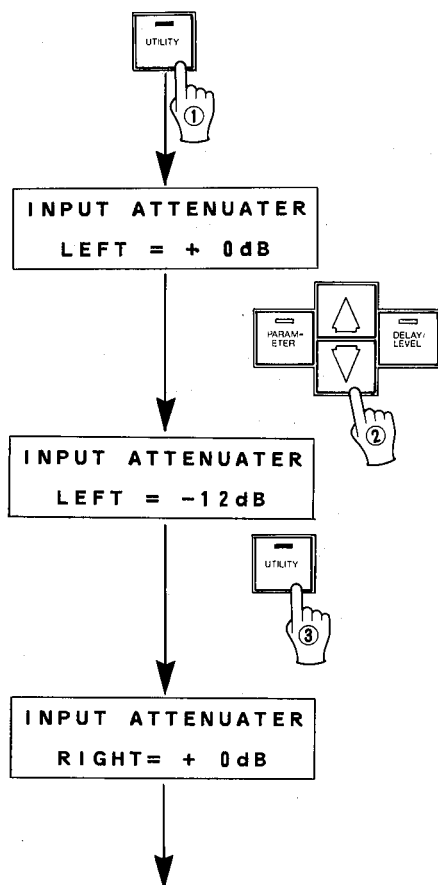 UTILITY
①
INPUT ATTENUATER
LEFT = + 0dB
PARAM-
ETER
DELAY/
LEVEL
②
INPUT ATTENUATER
LEFT = -12dB
UTILITY
③
INPUT ATTENUATER
RIGHT= + 0dB